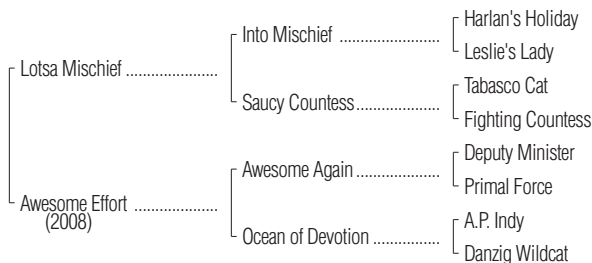 Harlan's Holiday
Into Mischief ........................
Leslie's Lady
Lotsa Mischief ......................
Tabasco Cat
Saucy Countess....................
Fighting Countess
Deputy Minister
Awesome Again ....................
Primal Force
Awesome Effort ....................
(2008)
A.P. Indy
Ocean of Devotion ................
Danzig Wildcat